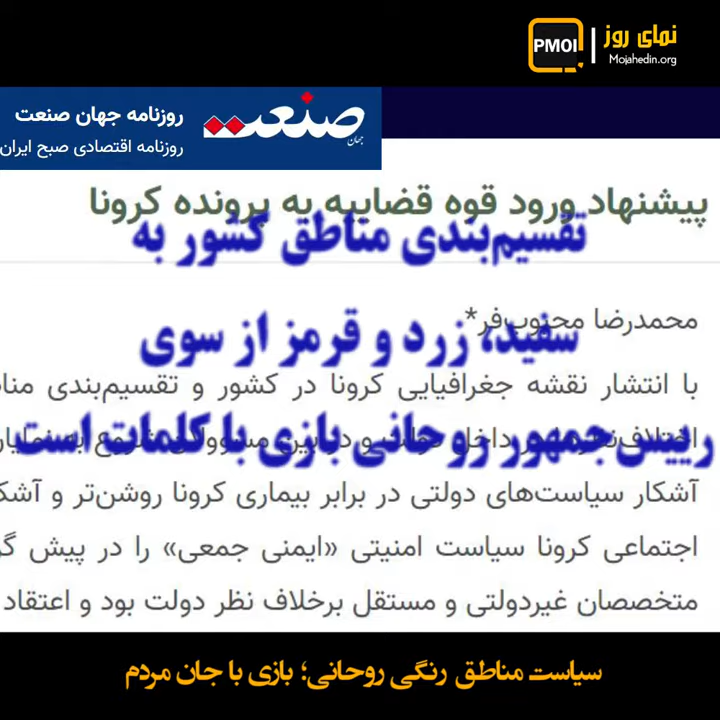 PMOI
نمای روز
Mojahedin.org
روزنامه جهان صنعت
روزنامه اقتصادی صبح ایران
جهان صنعت
پیشنهاد ورود قوه قضاییه به پرونده کرونا
تقسیم‌بندی مناطق کشور به
محمدرضا محبوب‌فر*
سفید، زرد و قرمز از سوی
با انتشار نقشه جغرافیایی کرونا در کشور و تقسیم‌بندی
رییس‌جمهور روحانی بازی با کلمات است
آشکار سیاست‌های دولتی در برابر بیماری کرونا روشن‌تر و
اجتماعی کرونا سیاست امنیتی «ایمنی جمعی» را در پیش
متخصصان غیردولتی و مستقل برخلاف نظر دولت بود و اعتقاد
سیاست مناطق رنگی روحانی؛ بازی با جان مردم